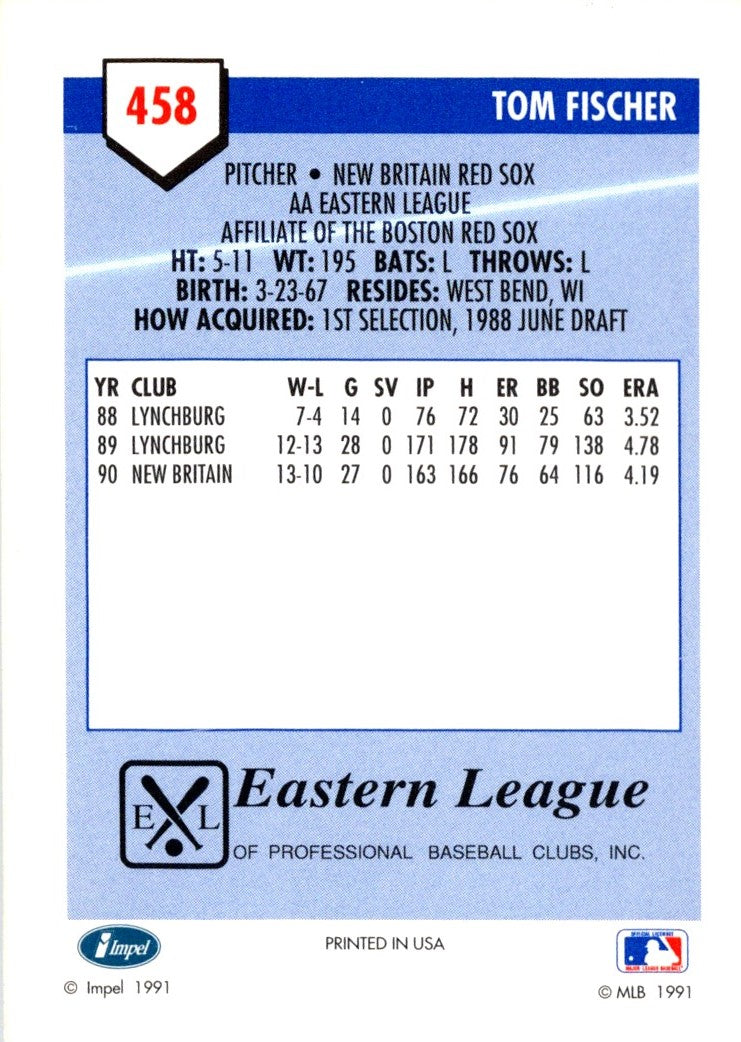 458
TOM FISCHER
PITCHER • NEW BRITAIN RED SOX
AA EASTERN LEAGUE
AFFILIATE OF THE BOSTON RED SOX
HT: 5-11 WT: 195 BATS: L THROWS: L
BIRTH: 3-23-67 RESIDES: WEST BEND, WI
HOW ACQUIRED: 1ST SELECTION, 1988 JUNE DRAFT
YR CLUB W-L G SV IP H ER BB SO ERA
88 LYNCHBURG 7-4 14 0 76 72 30 25 63 3.52
89 LYNCHBURG 12-13 28 0 171 178 91 79 138 4.78
90 NEW BRITAIN 13-10 27 0 163 166 76 64 116 4.19
E L
Eastern League
OF PROFESSIONAL BASEBALL CLUBS, INC.
Impel
PRINTED IN USA
OFFICIAL LICENSEE
MAJOR LEAGUE BASEBALL
© Impel 1991
© MLB 1991